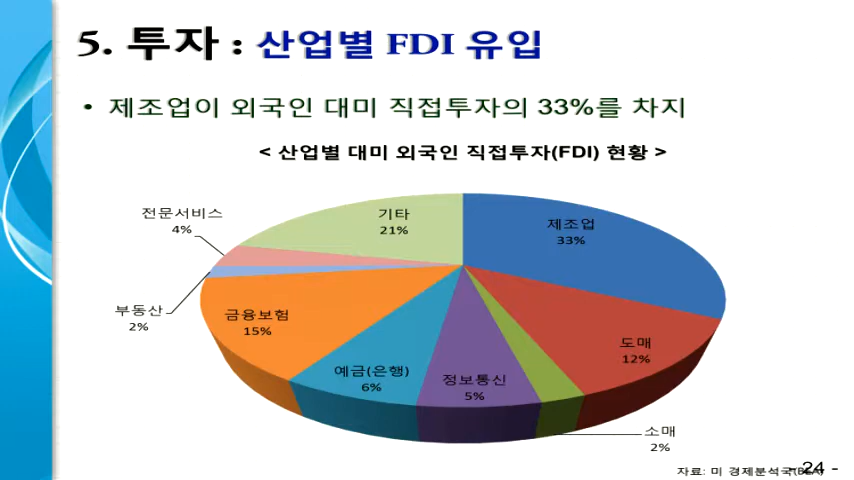 5. 투자 : 산업별 FDI 유입
• 제조업이 외국인 대미 직접투자의 33%를 차지
< 산업별 대미 외국인 직접투자(FDI) 현황 >
전문서비스
4%
기타
21%
제조업
33%
부동산
2%
금융보험
15%
예금(은행)
6%
정보통신
5%
도매
12%
소매
2%
자료: 미 경제분석국(BEA)
- 24 -